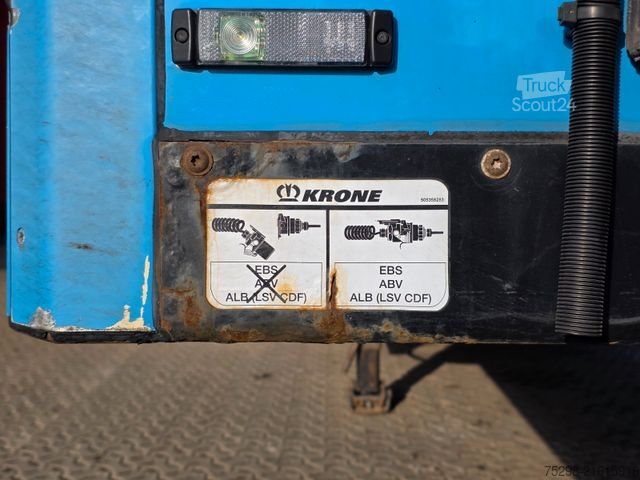 Truck
Scout24
KRONE
505358253
EBS
ABV
ALB (LSV CDF)
EBS
ABV
ALB (LSV CDF)